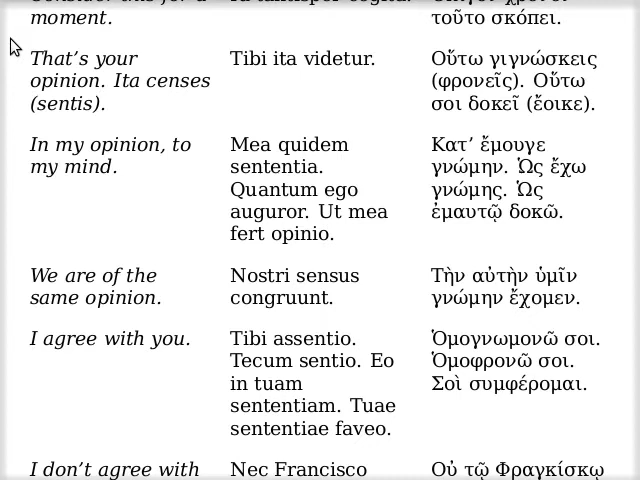 moment.
τοῦτο σκόπει.
That’s your
opinion. Ita censes
(sentis).
Tibi ita videtur.
Οὕτω γιγνώσκεις
(φρονεῖς). Οὕτω
σοι δοκεῖ (ἔοικε).
In my opinion, to
my mind.
Mea quidem
sententia.
Quantum ego
auguror. Ut mea
fert opinio.
Κατ’ ἔμουγε
γνώμην. Ὡς ἔχω
γνώμης. Ὡς
ἐμαυτῷ δοκῶ.
We are of the
same opinion.
Nostri sensus
congruunt.
Τὴν αὐτὴν ὑμῖν
γνώμην ἔχομεν.
I agree with you.
Tibi assentio.
Tecum sentio. Eo
in tuam
sententiam. Tuae
sententiae faveo.
Ὁμογνωμονῶ σοι.
Ὁμοφρονῶ σοι.
Σοὶ συμφέρομαι.
I don’t agree with
Nec Francisco
Οὐ τῷ Φραγκίσκῳ